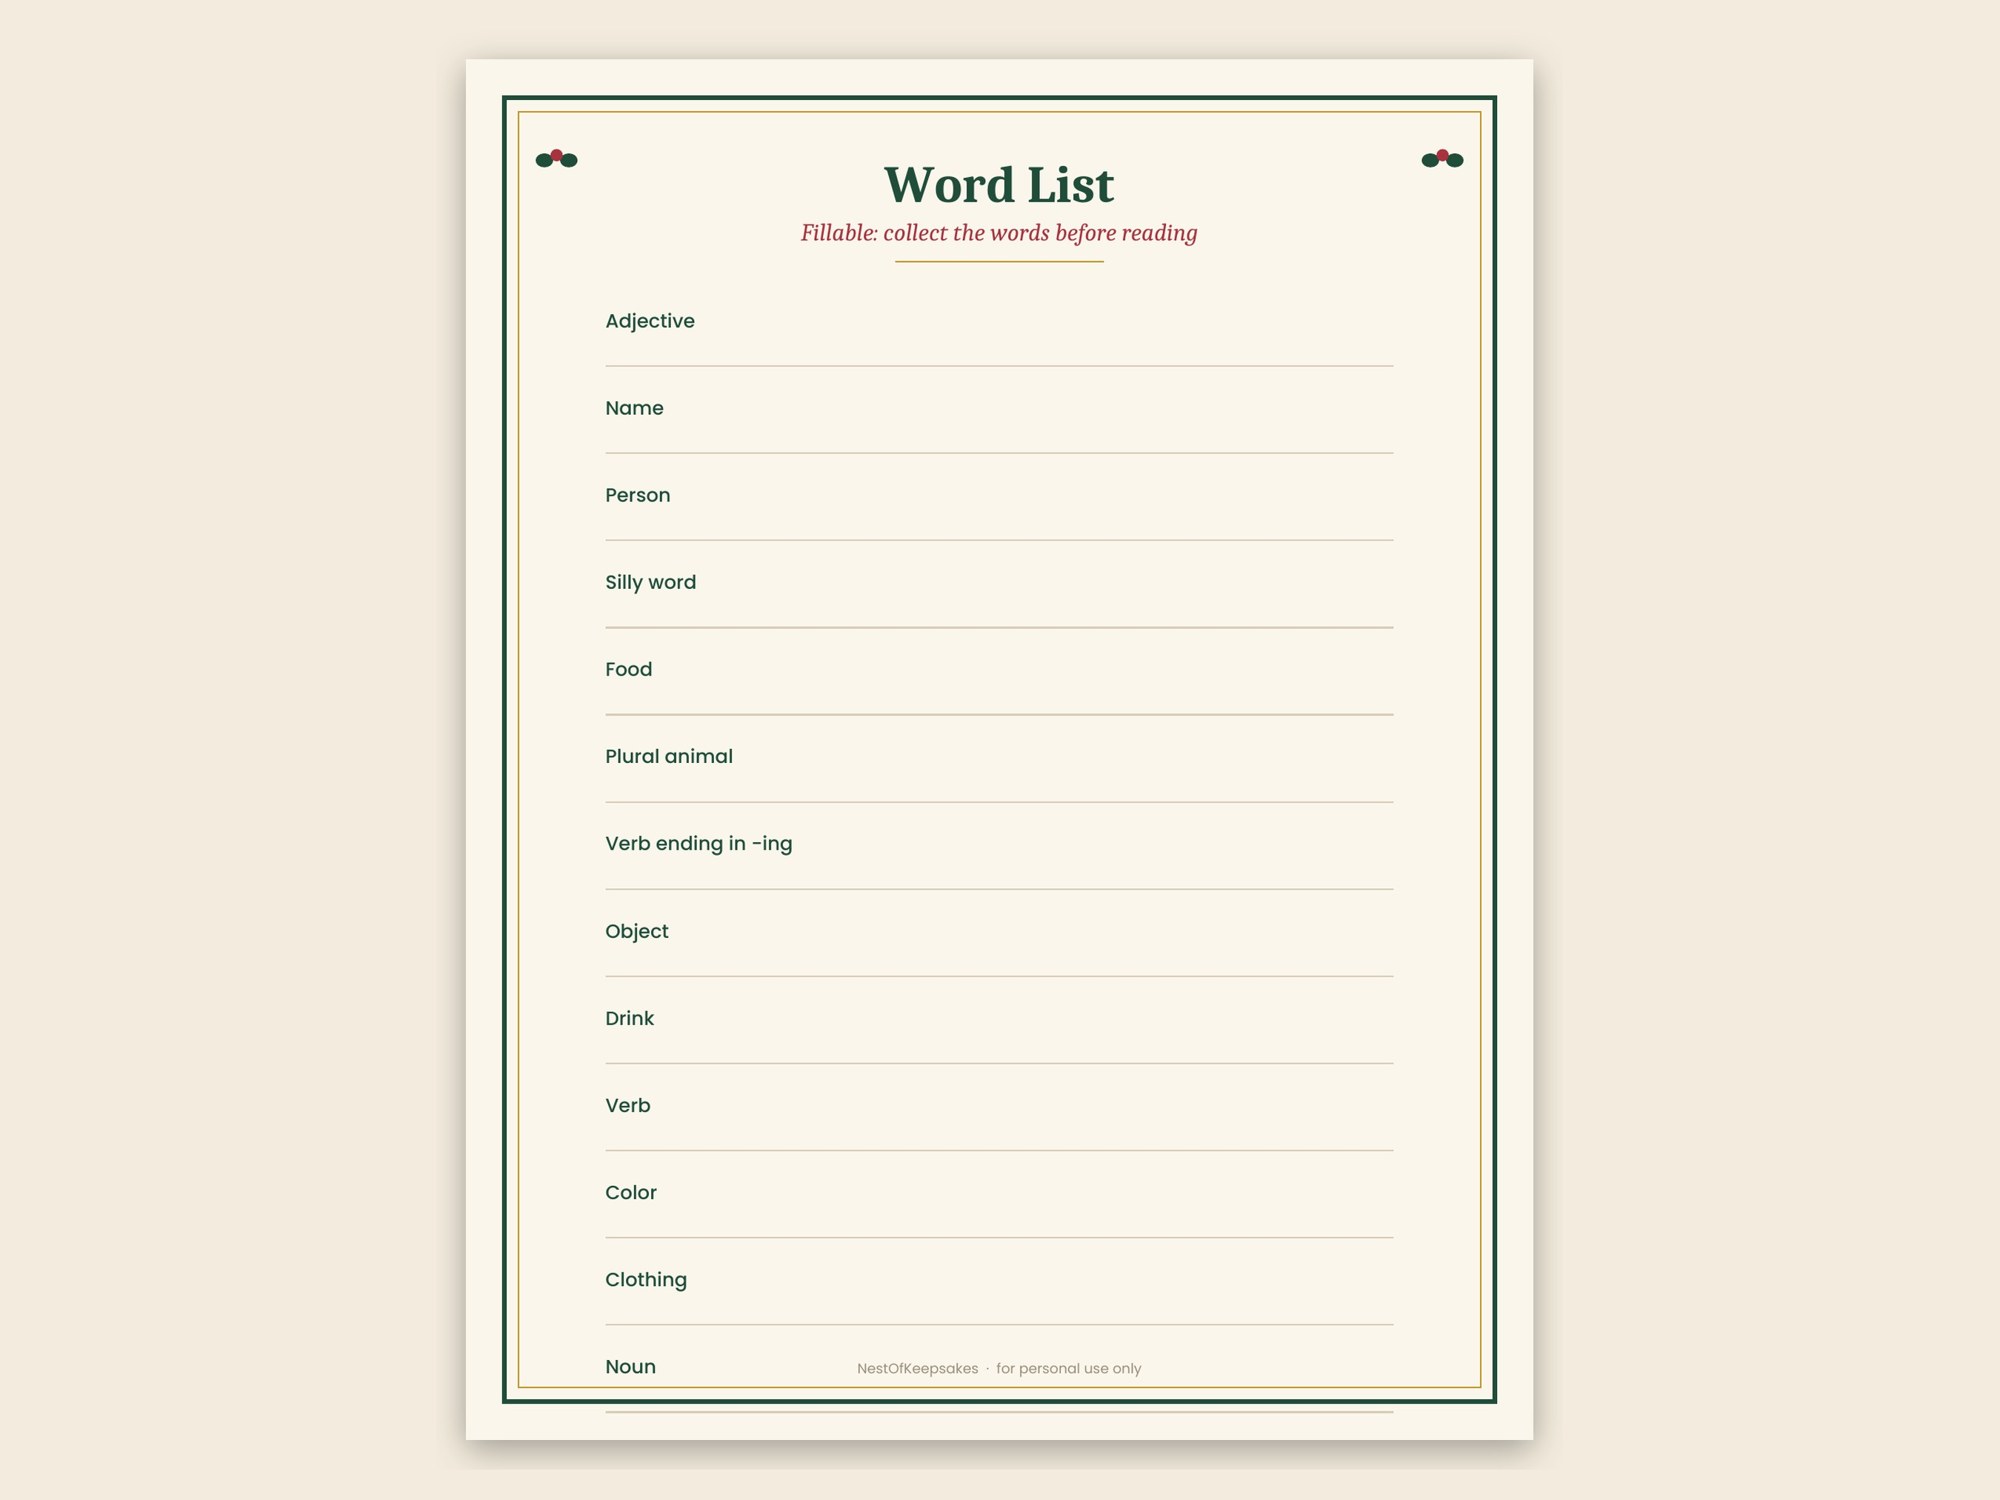 Word List
Fillable: collect the words before reading
Adjective
Name
Person
Silly word
Food
Plural animal
Verb ending in -ing
Object
Drink
Verb
Color
Clothing
Noun
NestOfKeepsakes · for personal use only